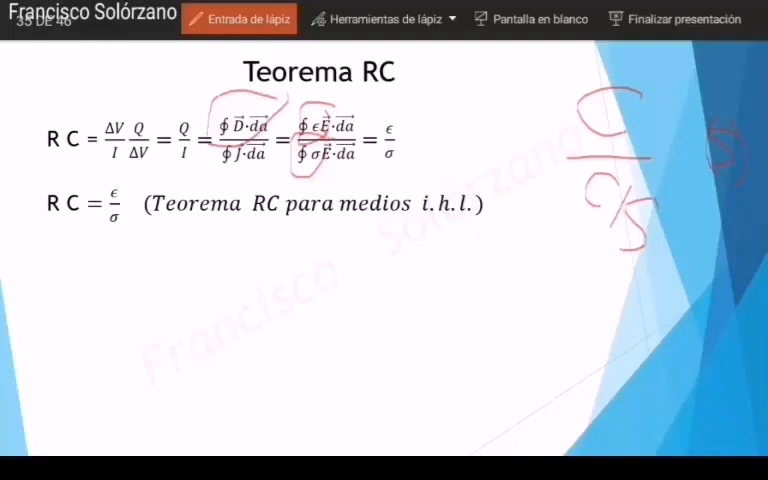 Francisco Solórzano
35 DE 46
Entrada de lápiz
Herramientas de lápiz
Pantalla en blanco
Finalizar presentación
Teorema RC
R C = ΔV/I Q/ΔV = Q/I = ∮ D⃗·da⃗ / ∮ J⃗·da⃗ = ∮ ϵE⃗·da⃗ / ∮ σE⃗·da⃗ = ϵ/σ
R C = ϵ/σ (Teorema RC para medios i.h.l.)
C
C/S
S
Francisco Solórzano